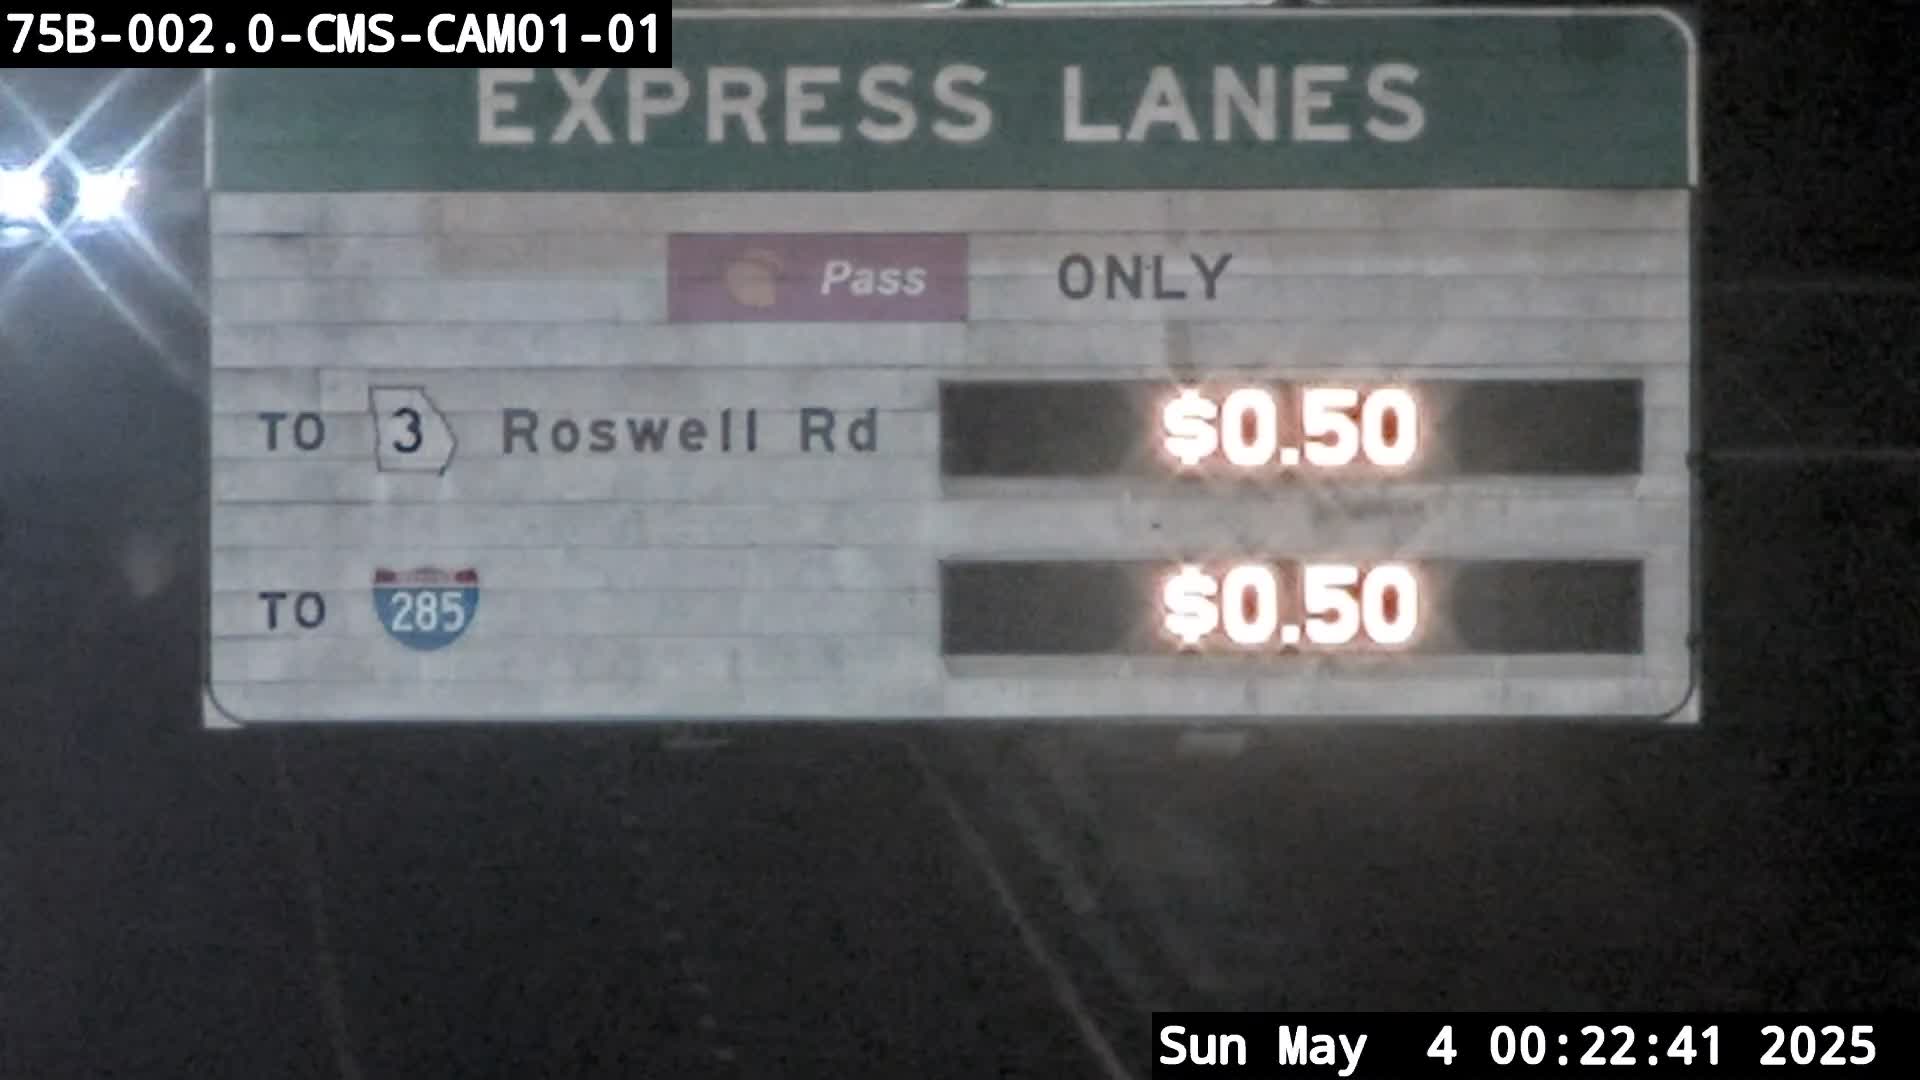 75B-002.0-CMS-CAM01-01
EXPRESS LANES
Pass ONLY
TO 3 Roswell Rd $0.50
TO 285 $0.50
Sun May 4 00:22:41 2025